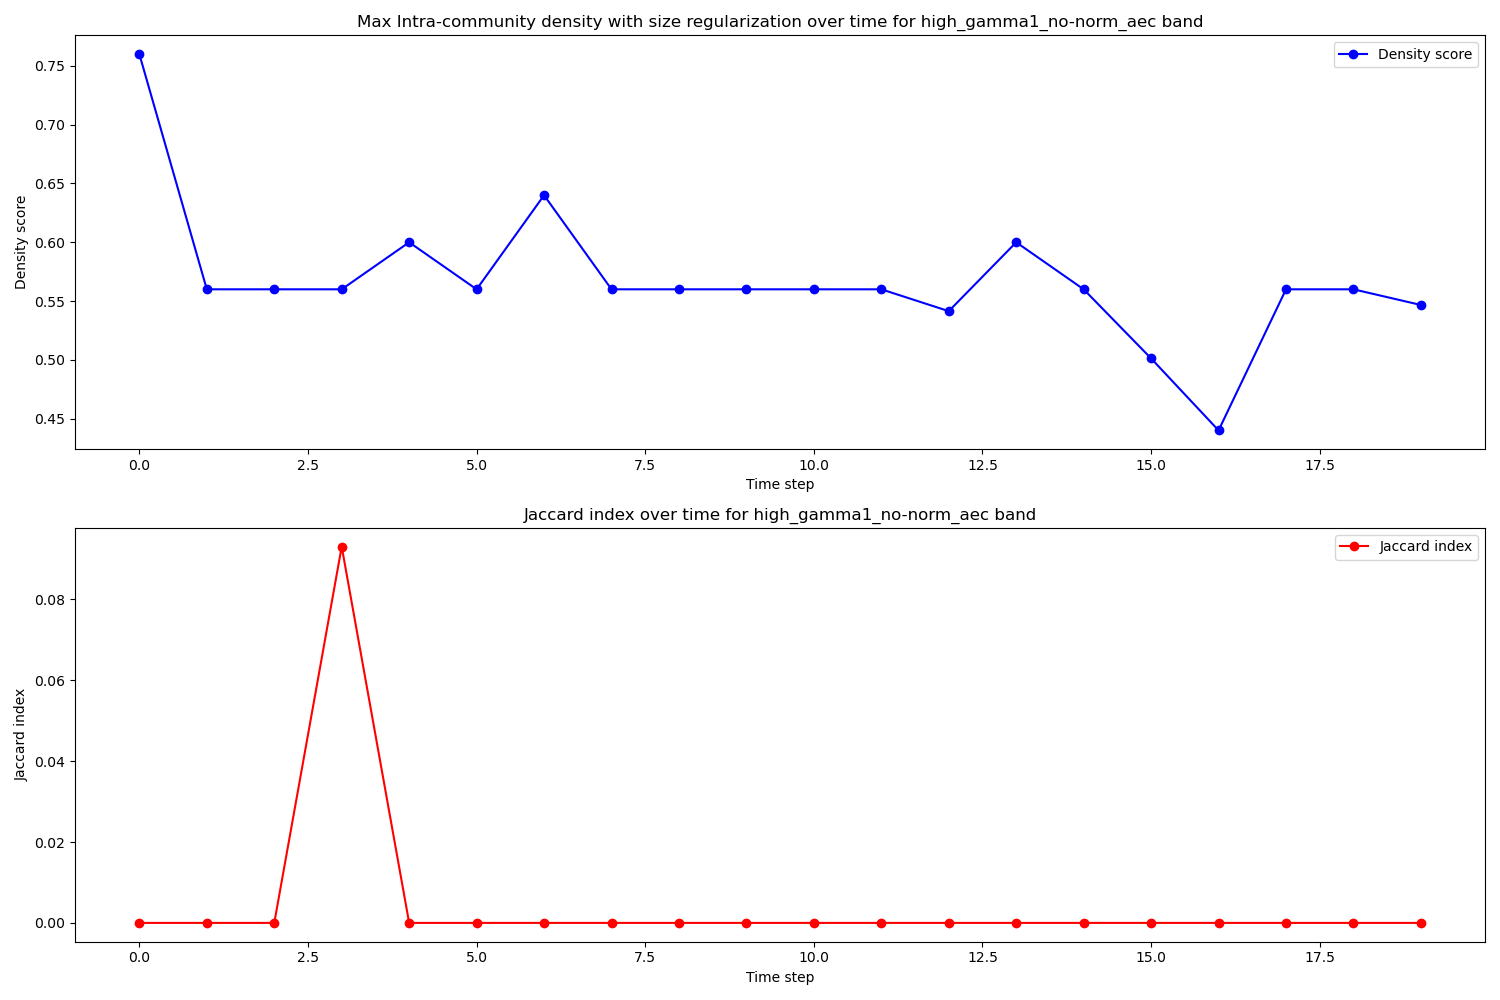 Max Intra-community density with size regularization over time for high_gamma1_no-norm_aec band
Density score
0.75
0.70
0.65
0.60
0.55
0.50
0.45
Density score
0.0 2.5 5.0 7.5 10.0 12.5 15.0 17.5
Time step
Jaccard index over time for high_gamma1_no-norm_aec band
Jaccard index
0.08
0.06
0.04
0.02
0.00
Jaccard index
0.0 2.5 5.0 7.5 10.0 12.5 15.0 17.5
Time step